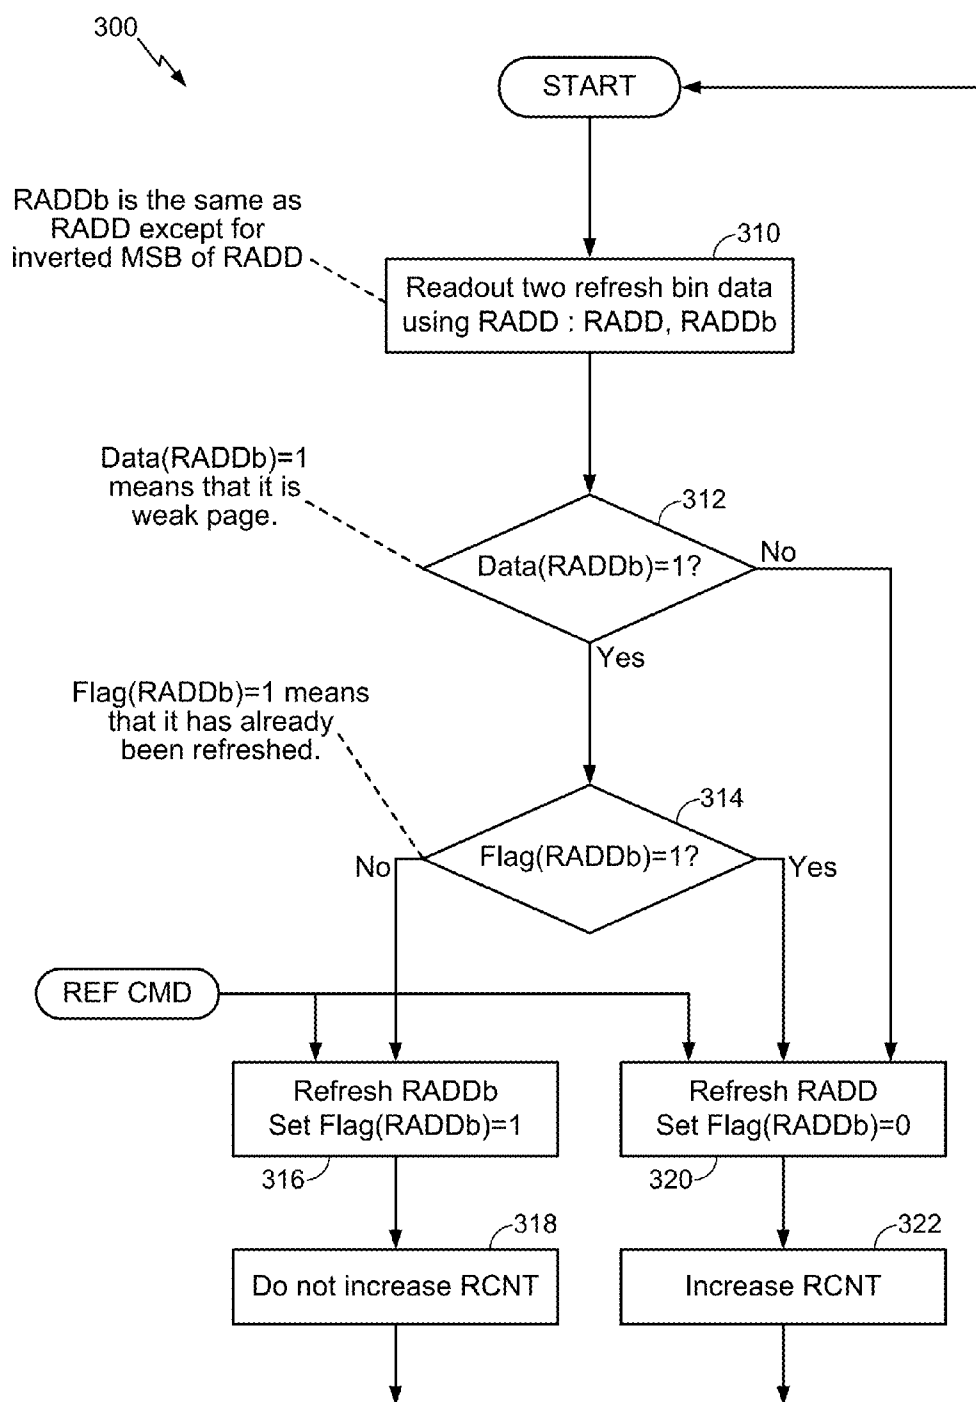 300
START
RADDb is the same as
RADD except for
inverted MSB of RADD
310
Readout two refresh bin data
using RADD : RADD, RADDb
Data(RADDb)=1
means that it is
weak page.
312
Data(RADDb)=1?
No
Yes
Flag(RADDb)=1 means
that it has already
been refreshed.
314
Flag(RADDb)=1?
No
Yes
REF CMD
Refresh RADDb
Set Flag(RADDb)=1
316
Refresh RADD
Set Flag(RADDb)=0
320
318
Do not increase RCNT
322
Increase RCNT